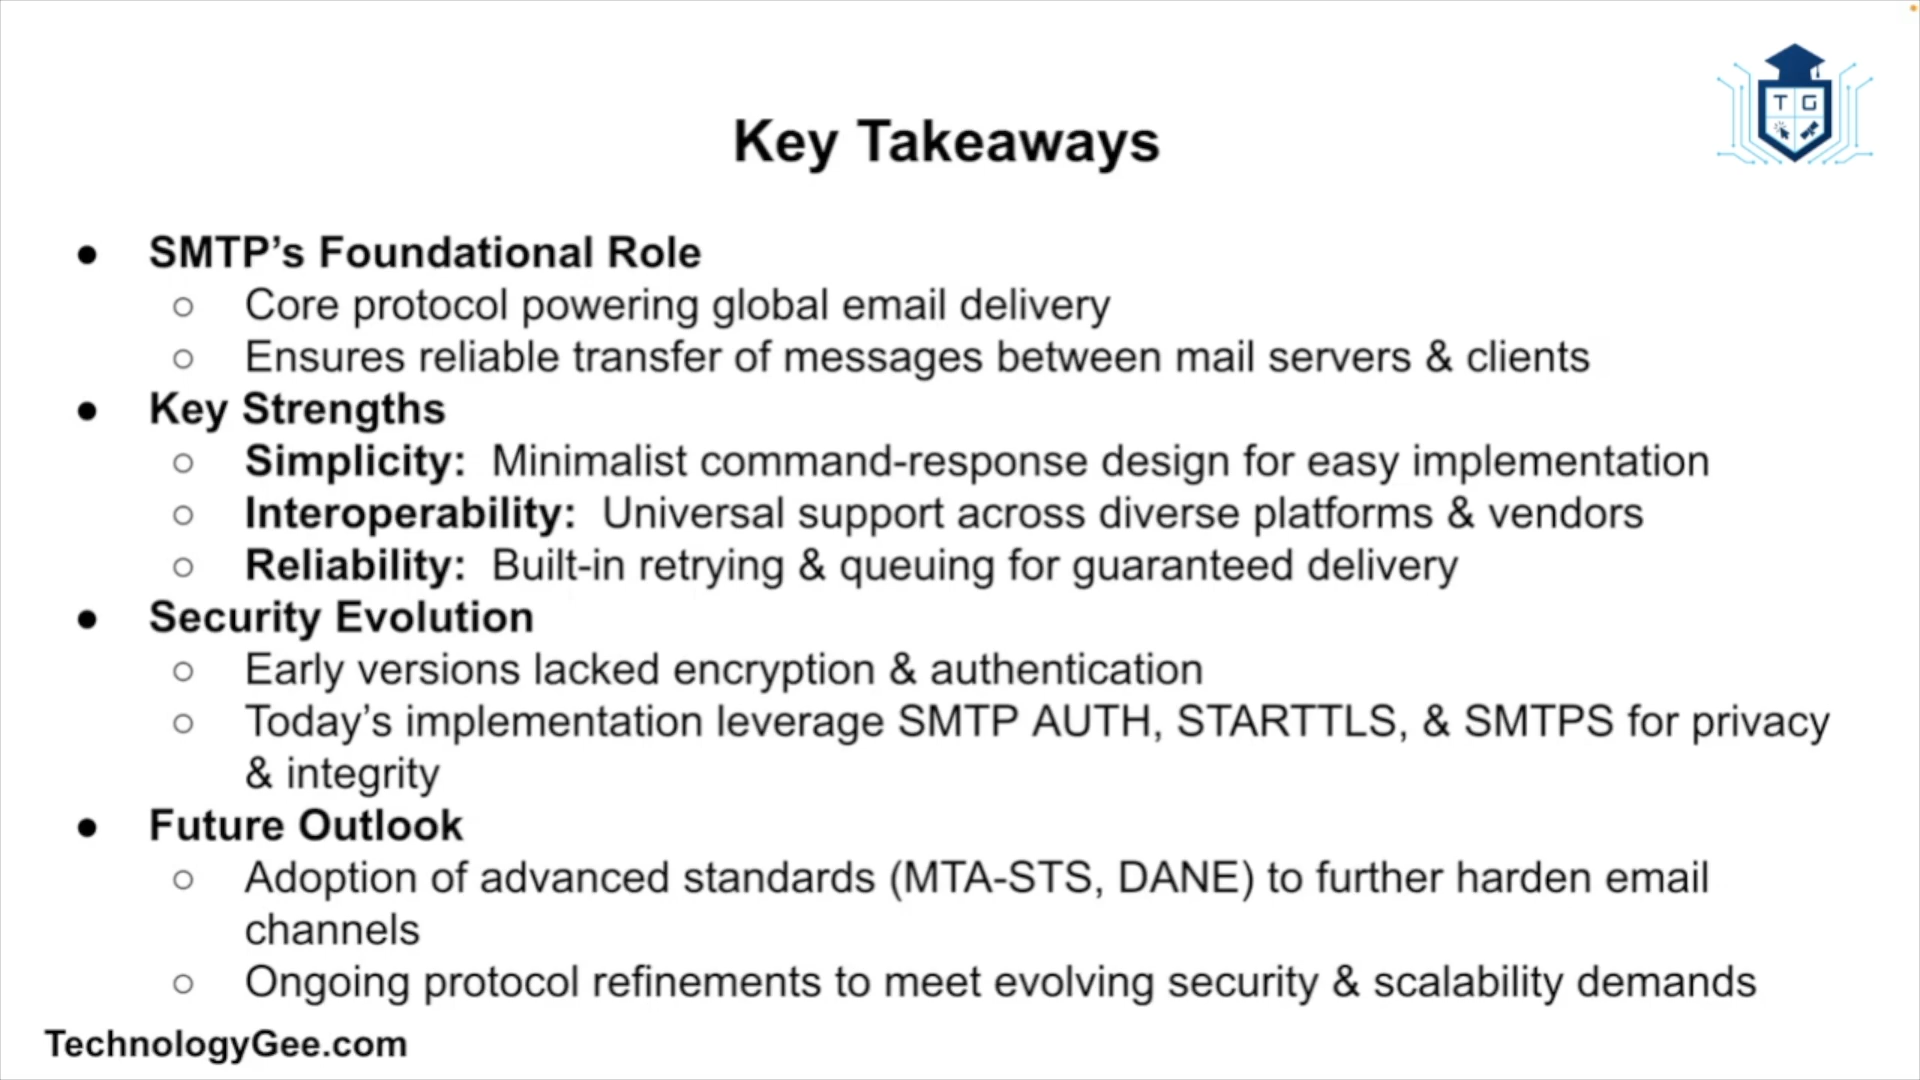 T G
Key Takeaways
● SMTP’s Foundational Role
○ Core protocol powering global email delivery
○ Ensures reliable transfer of messages between mail servers & clients
● Key Strengths
○ Simplicity: Minimalist command-response design for easy implementation
○ Interoperability: Universal support across diverse platforms & vendors
○ Reliability: Built-in retrying & queuing for guaranteed delivery
● Security Evolution
○ Early versions lacked encryption & authentication
○ Today’s implementation leverage SMTP AUTH, STARTTLS, & SMTPS for privacy
& integrity
● Future Outlook
○ Adoption of advanced standards (MTA-STS, DANE) to further harden email
channels
○ Ongoing protocol refinements to meet evolving security & scalability demands
TechnologyGee.com